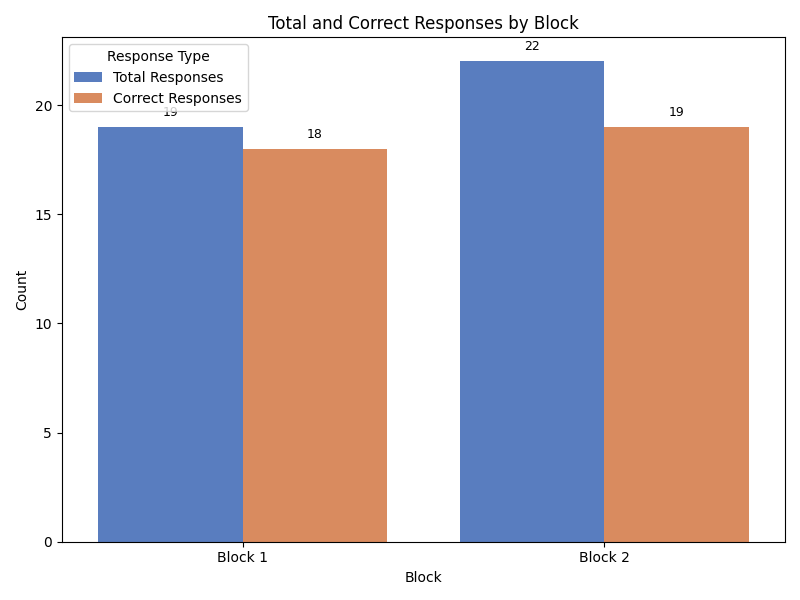 Total and Correct Responses by Block
Response Type
Total Responses
Correct Responses
22
19
18
19
20
15
10
5
0
Count
Block 1
Block 2
Block